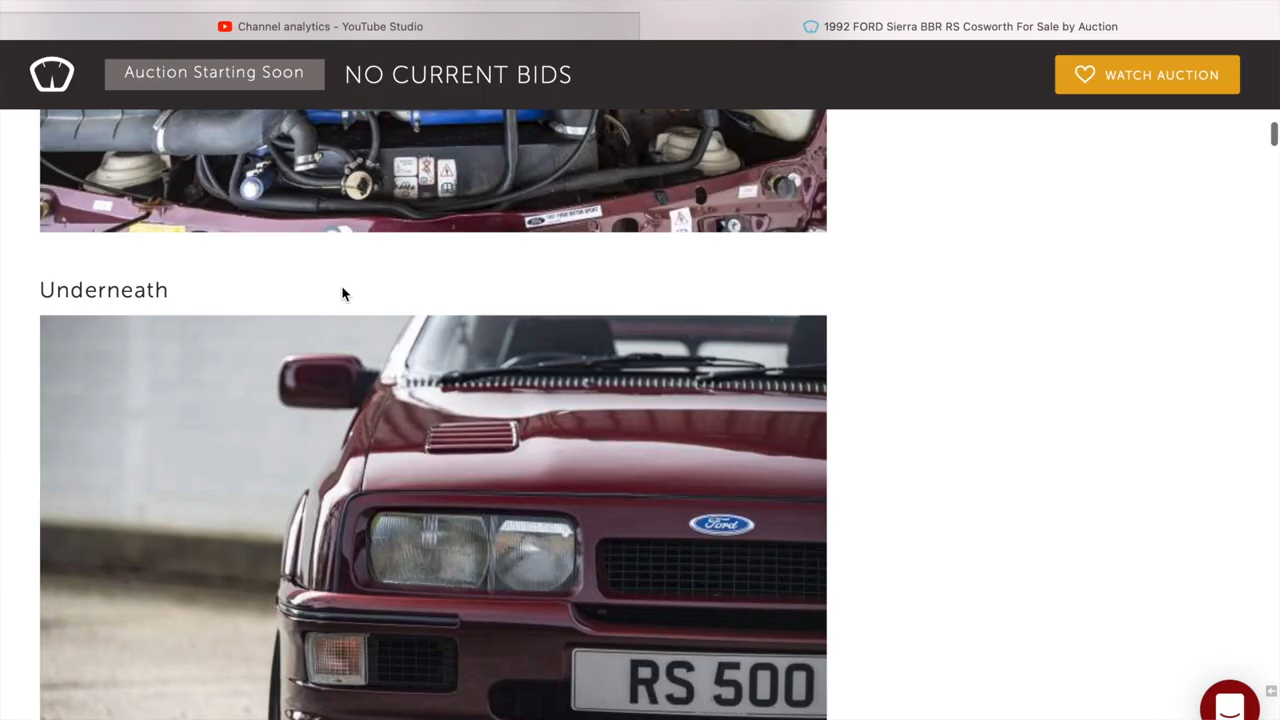 Channel analytics - YouTube Studio
1992 FORD Sierra BBR RS Cosworth For Sale by Auction
Auction Starting Soon
NO CURRENT BIDS
WATCH AUCTION
Underneath
Ford
RS 500